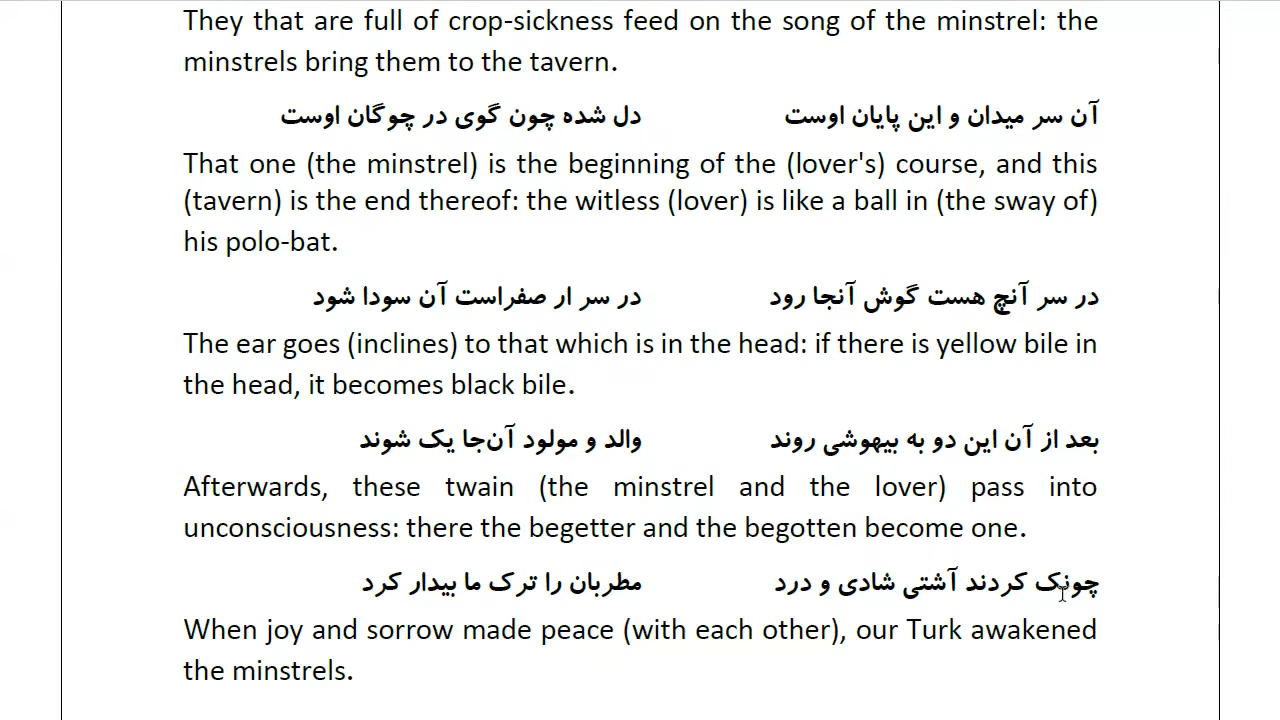 They that are full of crop-sickness feed on the song of the minstrel: the
minstrels bring them to the tavern.
آن سر میدان و این پایان اوست دل شده چون گوی در چوگان اوست
That one (the minstrel) is the beginning of the (lover's) course, and this
(tavern) is the end thereof: the witless (lover) is like a ball in (the sway of)
his polo-bat.
در سر آنچ هست گوش آنجا رود در سر ار صفراست آن سودا شود
The ear goes (inclines) to that which is in the head: if there is yellow bile in
the head, it becomes black bile.
بعد از آن این دو به بیهوشی روند والد و مولود آن‌جا یک شوند
Afterwards, these twain (the minstrel and the lover) pass into
unconsciousness: there the begetter and the begotten become one.
چونک کردند آشتی شادی و درد مطربان را ترک ما بیدار کرد
When joy and sorrow made peace (with each other), our Turk awakened
the minstrels.